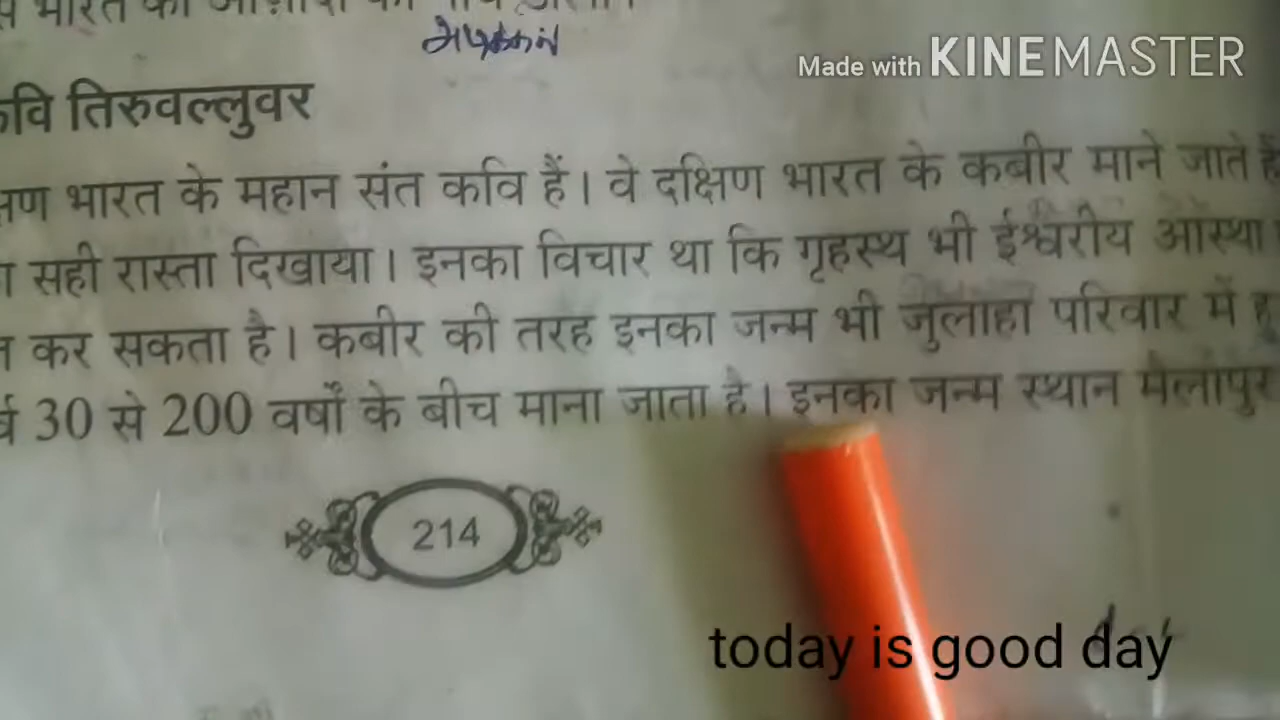 भारत की
Made with KINEMASTER
कवि तिरुवल्लुवर
भारत के महान संत कवि हैं। वे दक्षिण भारत के कबीर माने जाते
सही रास्ता दिखाया। इनका विचार था कि गृहस्थ भी ईश्वरीय आस्था
कर सकता है। कबीर की तरह इनका जन्म भी जुलाहा परिवार में
30 से 200 वर्षों के बीच माना जाता है। इनका जन्म स्थान मैलापुर
214
today is good day